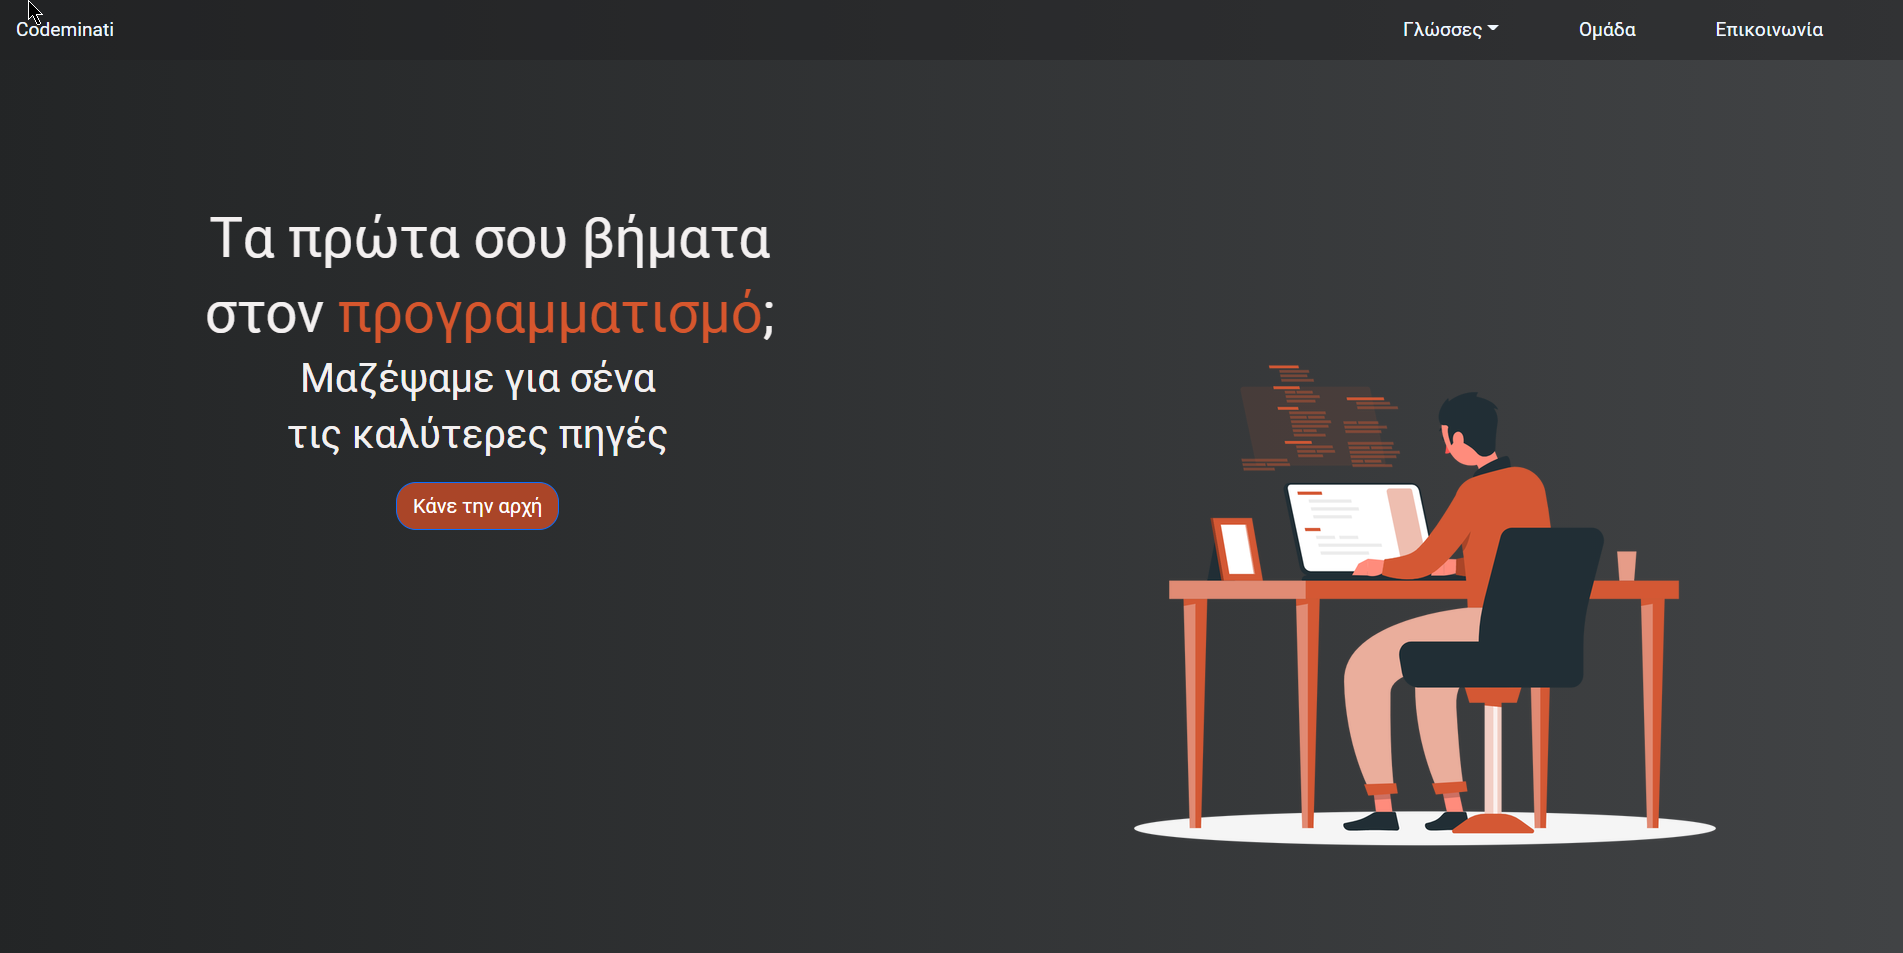 Codeminati
Γλώσσες
Ομάδα
Επικοινωνία
Τα πρώτα σου βήματα
στον προγραμματισμό;
Μαζέψαμε για σένα
τις καλύτερες πηγές
Κάνε την αρχή